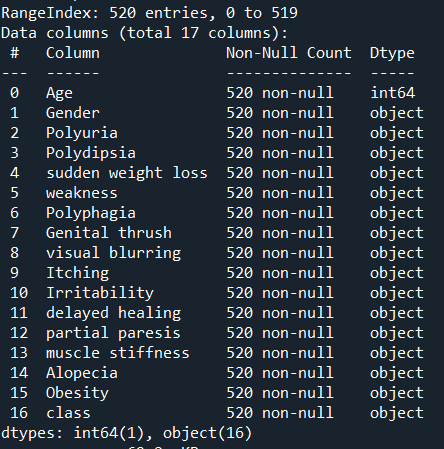 RangeIndex: 520 entries, 0 to 519
Data columns (total 17 columns):
 #   Column              Non-Null Count  Dtype
---  ------              --------------  -----
 0   Age                 520 non-null    int64
 1   Gender              520 non-null    object
 2   Polyuria            520 non-null    object
 3   Polydipsia          520 non-null    object
 4   sudden weight loss  520 non-null    object
 5   weakness            520 non-null    object
 6   Polyphagia          520 non-null    object
 7   Genital thrush      520 non-null    object
 8   visual blurring     520 non-null    object
 9   Itching             520 non-null    object
 10  Irritability        520 non-null    object
 11  delayed healing     520 non-null    object
 12  partial paresis     520 non-null    object
 13  muscle stiffness    520 non-null    object
 14  Alopecia            520 non-null    object
 15  Obesity             520 non-null    object
 16  class               520 non-null    object
dtypes: int64(1), object(16)